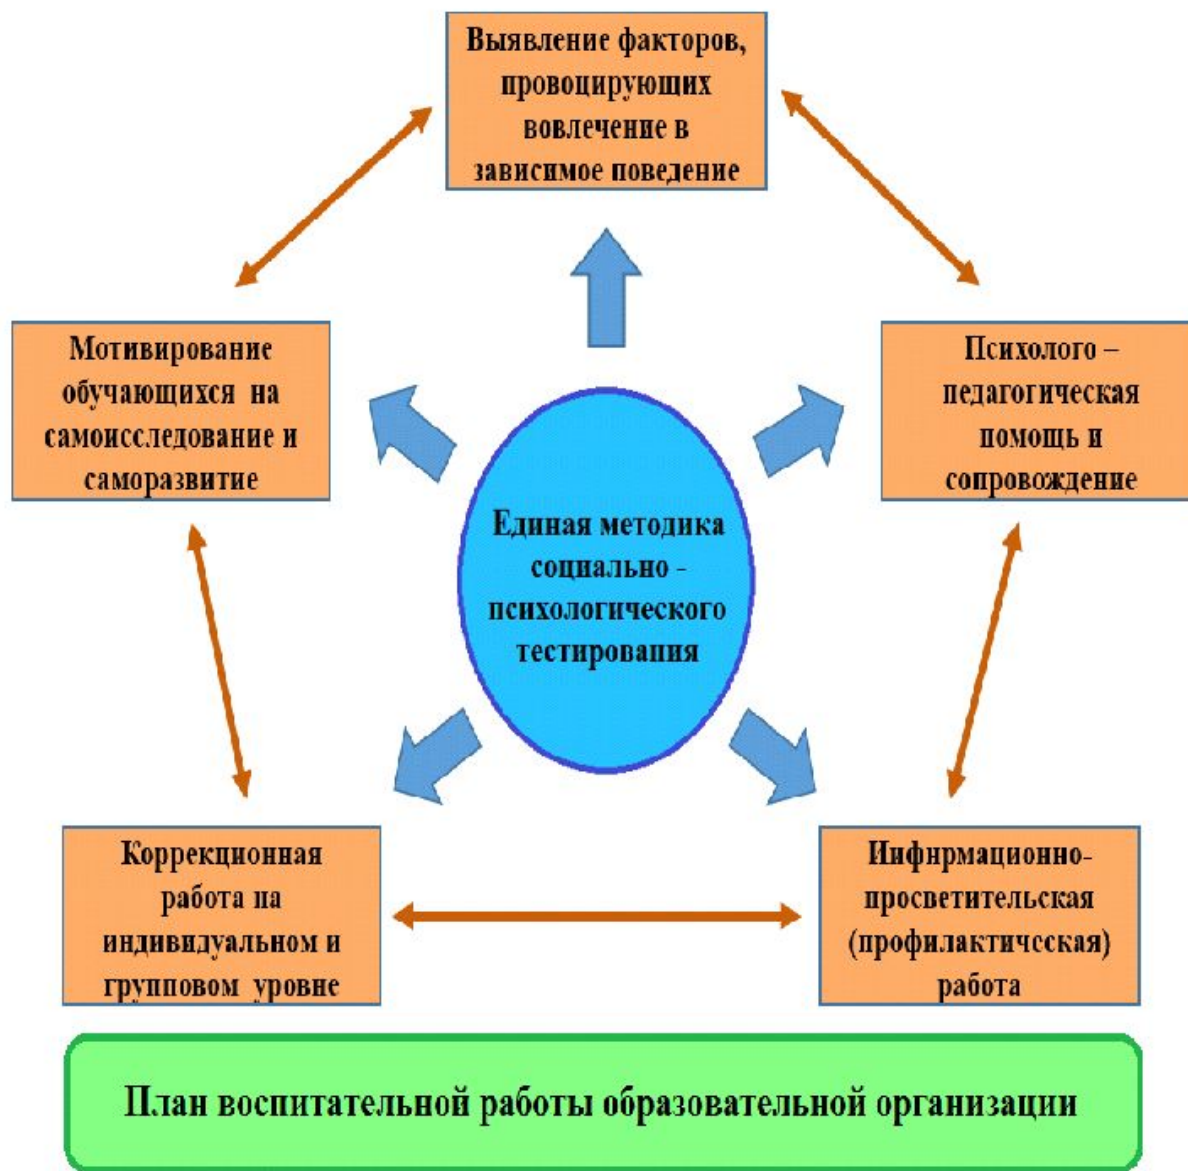 Выявление факторов,
провоцирующих
вовлечение в
зависимое поведение
Мотивирование
обучающихся на
самоисследование и
саморазвитие
Психолого –
педагогическая
помощь и
сопровождение
Единая методика
социально -
психологического
тестирования
Коррекционная
работа на
индивидуальном и
групповом уровне
Иифнрмационно-
просветительская
(профилактическая)
работа
План воспитательной работы образовательной организации